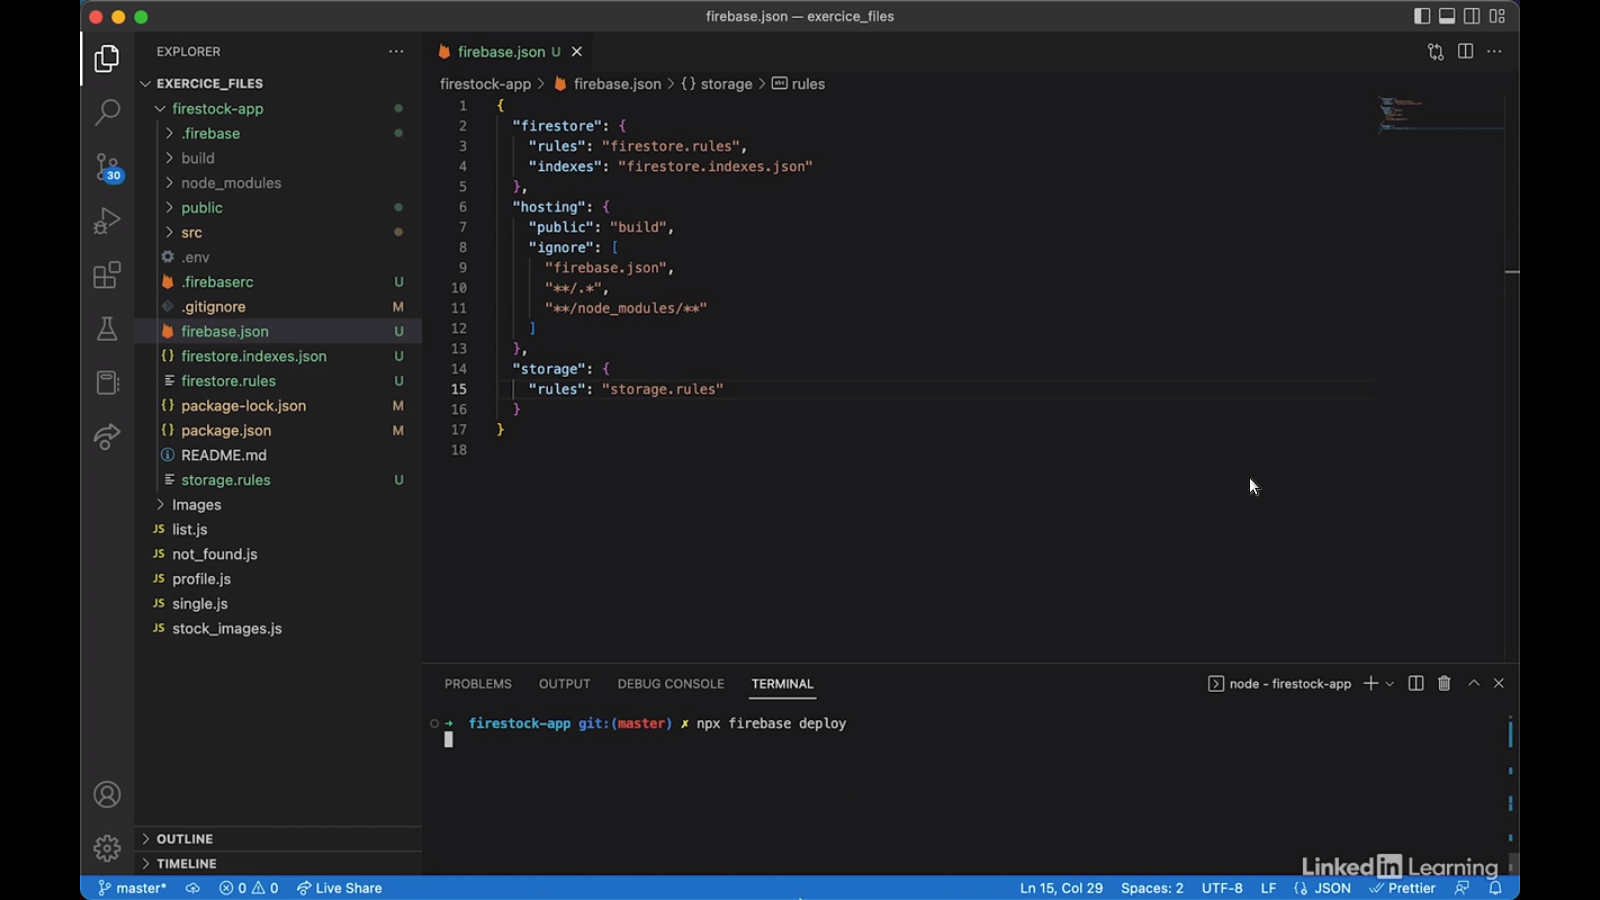 firebase.json — exercice_files
EXPLORER
EXERCICE_FILES
firestock-app
.firebase
build
node_modules
public
src
.env
.firebaserc U
.gitignore M
firebase.json U
firestore.indexes.json U
firestore.rules U
package-lock.json M
package.json M
README.md
storage.rules U
Images
JS list.js
JS not_found.js
JS profile.js
JS single.js
JS stock_images.js
OUTLINE
TIMELINE
30
firebase.json U
firestock-app > firebase.json > {} storage > abc rules
1 {
2 "firestore": {
3 "rules": "firestore.rules",
4 "indexes": "firestore.indexes.json"
5 },
6 "hosting": {
7 "public": "build",
8 "ignore": [
9 "firebase.json",
10 "**/.*",
11 "**/node_modules/**"
12 ]
13 },
14 "storage": {
15 "rules": "storage.rules"
16 }
17 }
18
PROBLEMS OUTPUT DEBUG CONSOLE TERMINAL
node - firestock-app
firestock-app git:(master) ✗ npx firebase deploy
LinkedIn Learning
master* 0 0 Live Share
Ln 15, Col 29 Spaces: 2 UTF-8 LF {} JSON Prettier